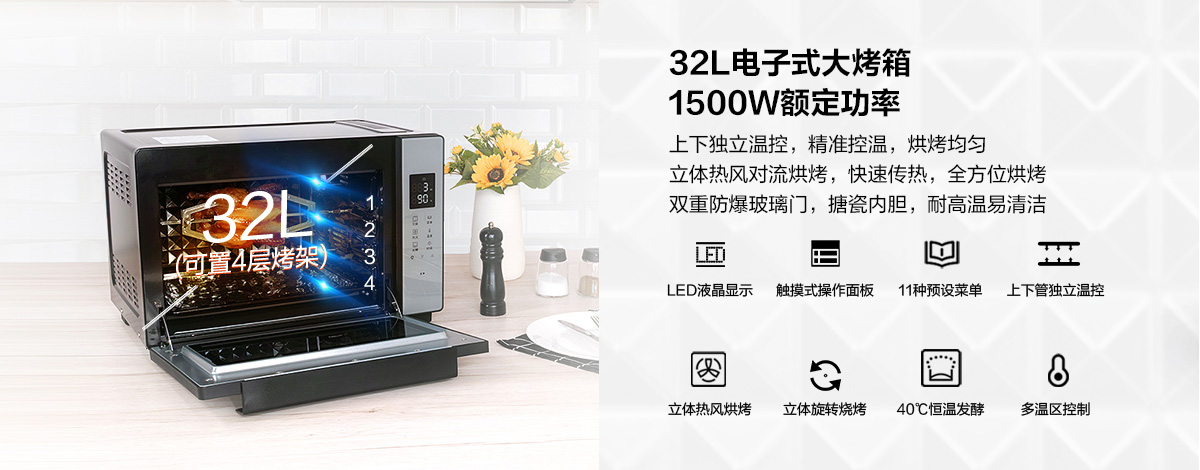 32L
(可置4层烤架)
1
2
3
4
3
90
32L电子式大烤箱
1500W额定功率
上下独立温控，精准控温，烘烤均匀
立体热风对流烘烤，快速传热，全方位烘烤
双重防爆玻璃门，搪瓷内胆，耐高温易清洁
LED
LED液晶显示
触摸式操作面板
11种预设菜单
上下管独立温控
立体热风烘烤
立体旋转烧烤
40℃恒温发酵
多温区控制